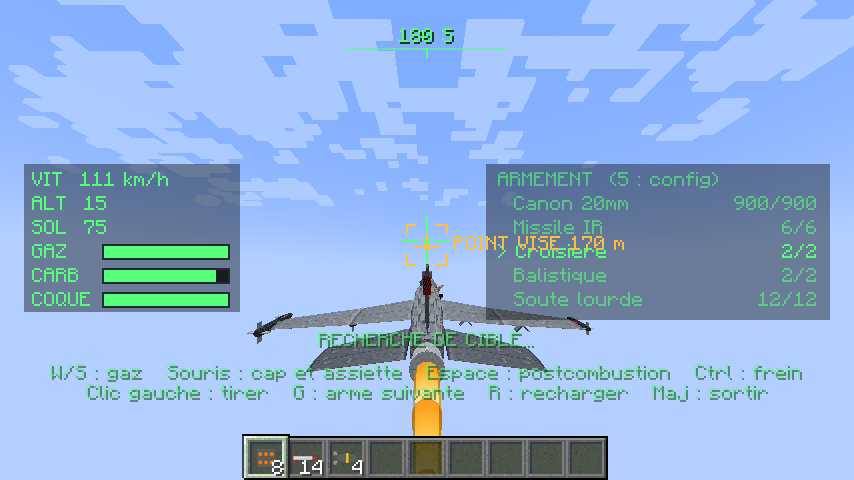 180 S
VIT 111 km/h
ALT 15
SOL 75
GAZ
CARB
COQUE
ARMEMENT (5 : config)
Canon 20mm 900/900
Missile IR 6/6
POINT VISE 170 m
> Croisière 2/2
Balistique 2/2
Soute lourde 12/12
RECHERCHE DE CIBLE...
W/S : gaz Souris : cap et assiette Espace : postcombustion Ctrl : frein
Clic gauche : tirer G : arme suivante R : recharger Maj : sortir
8 14 4